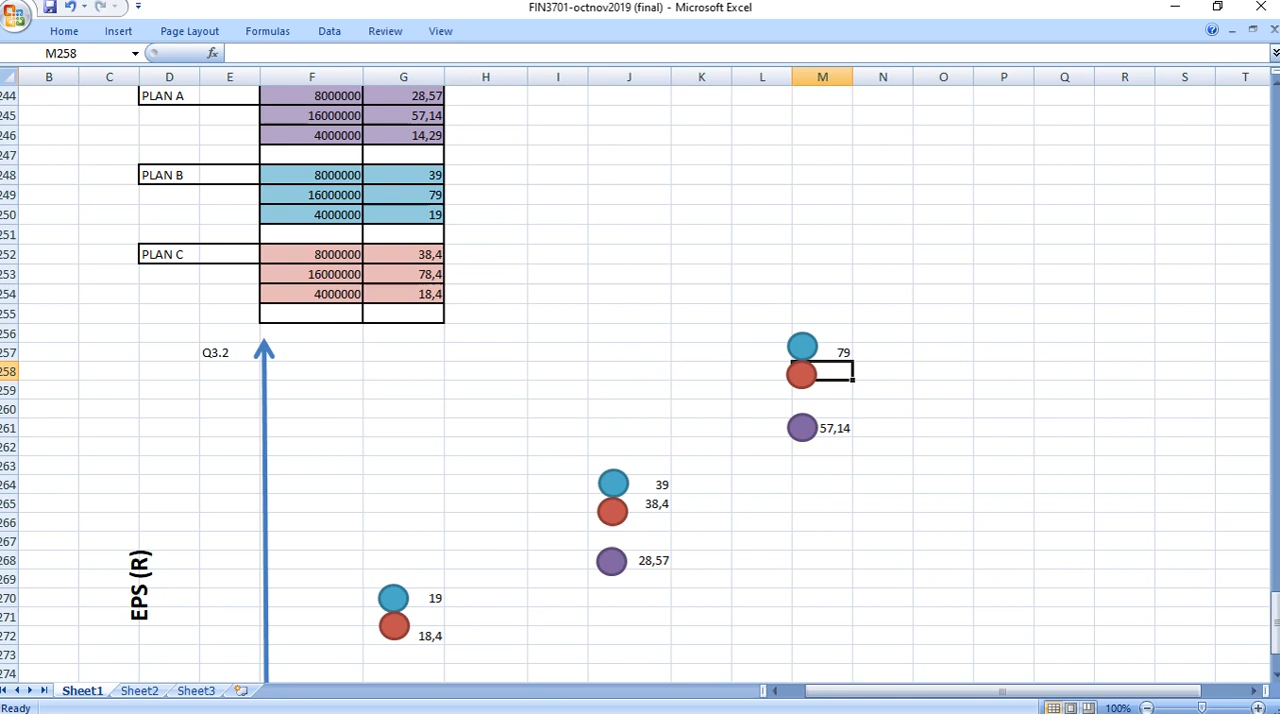 FIN3701-octnov2019 (final) - Microsoft Excel
Home Insert Page Layout Formulas Data Review View
M258 fx
B C D E F G H I J K L M N O P Q R S T
244 PLAN A 8000000 28,57
245 16000000 57,14
246 4000000 14,29
247
248 PLAN B 8000000 39
249 16000000 79
250 4000000 19
251
252 PLAN C 8000000 38,4
253 16000000 78,4
254 4000000 18,4
255
256
257 Q3.2 79
258
259
260
261 57,14
262
263
264 39
265 38,4
266
267
268 28,57
269
270 19
271
272 18,4
273
274
EPS (R)
Sheet1 Sheet2 Sheet3
Ready 100%